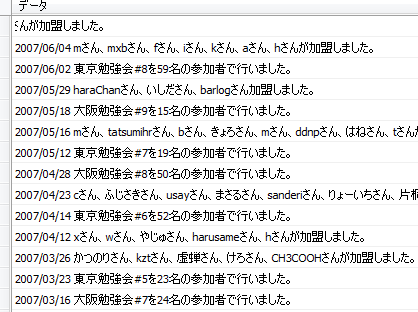 データ
さんが加盟しました。
2007/06/04 mさん、mxbさん、fさん、iさん、kさん、aさん、hさんが加盟しました。
2007/06/02 東京勉強会#8を59名の参加者で行いました。
2007/05/29 haraChanさん、いしださん、barlogさん加盟しました。
2007/05/18 大阪勉強会#9を15名の参加者で行いました。
2007/05/16 mさん、tatsumihrさん、bさん、きょろさん、mさん、ddnpさん、はねさん、tさんか
2007/05/12 東京勉強会#7を19名の参加者で行いました。
2007/04/28 大阪勉強会#8を50名の参加者で行いました。
2007/04/23 cさん、ふじさきさん、usayさん、まさるさん、sanderiさん、りょーいちさん、片桐
2007/04/14 東京勉強会#6を52名の参加者で行いました。
2007/04/12 xさん、wさん、やじゅさん、harusameさん、hさんが加盟しました。
2007/03/26 かつのりさん、kztさん、虚蝉さん、けろさん、CH3COOHさんが加盟しました。
2007/03/23 東京勉強会#5を23名の参加者で行いました。
2007/03/16 大阪勉強会#7を24名の参加者で行いました。